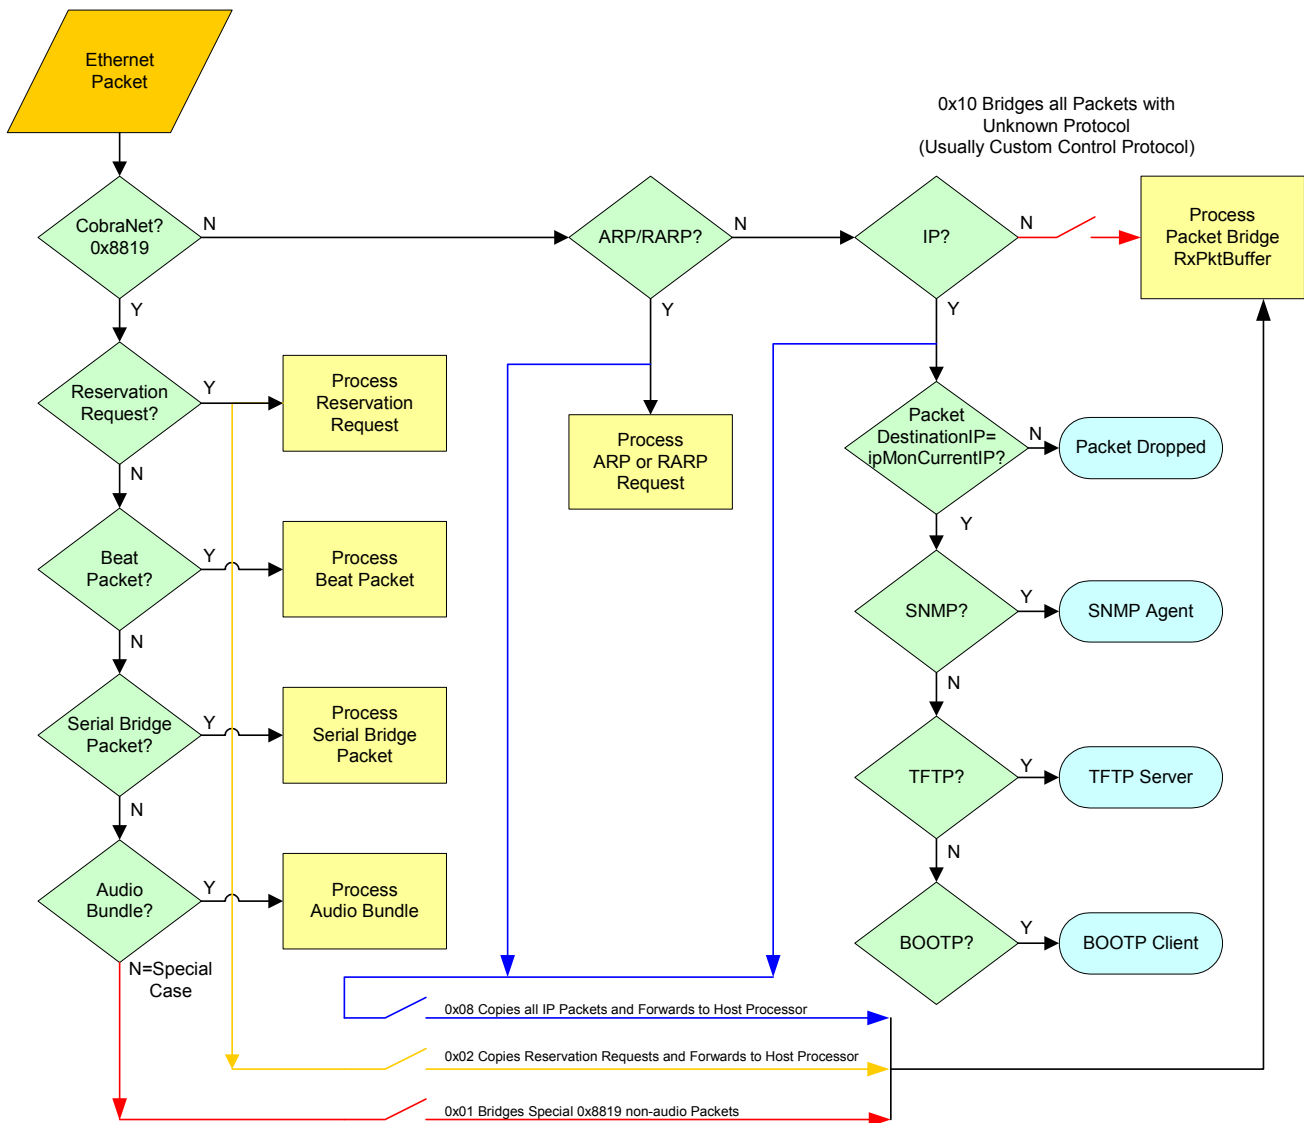 Ethernet
Packet
0x10 Bridges all Packets with
Unknown Protocol
(Usually Custom Control Protocol)
CobraNet?
0x8819
N
ARP/RARP?
N
IP?
N
Process
Packet Bridge
RxPktBuffer
Y
Y
Y
Reservation
Request?
Y
Process
Reservation
Request
Process
ARP or RARP
Request
Packet
DestinationIP=
ipMonCurrentIP?
N
Packet Dropped
N
Y
Beat
Packet?
Y
Process
Beat Packet
SNMP?
Y
SNMP Agent
N
N
Serial Bridge
Packet?
Y
Process
Serial Bridge
Packet
TFTP?
Y
TFTP Server
N
N
Audio
Bundle?
Y
Process
Audio Bundle
BOOTP?
Y
BOOTP Client
N=Special
Case
0x08 Copies all IP Packets and Forwards to Host Processor
0x02 Copies Reservation Requests and Forwards to Host Processor
0x01 Bridges Special 0x8819 non-audio Packets